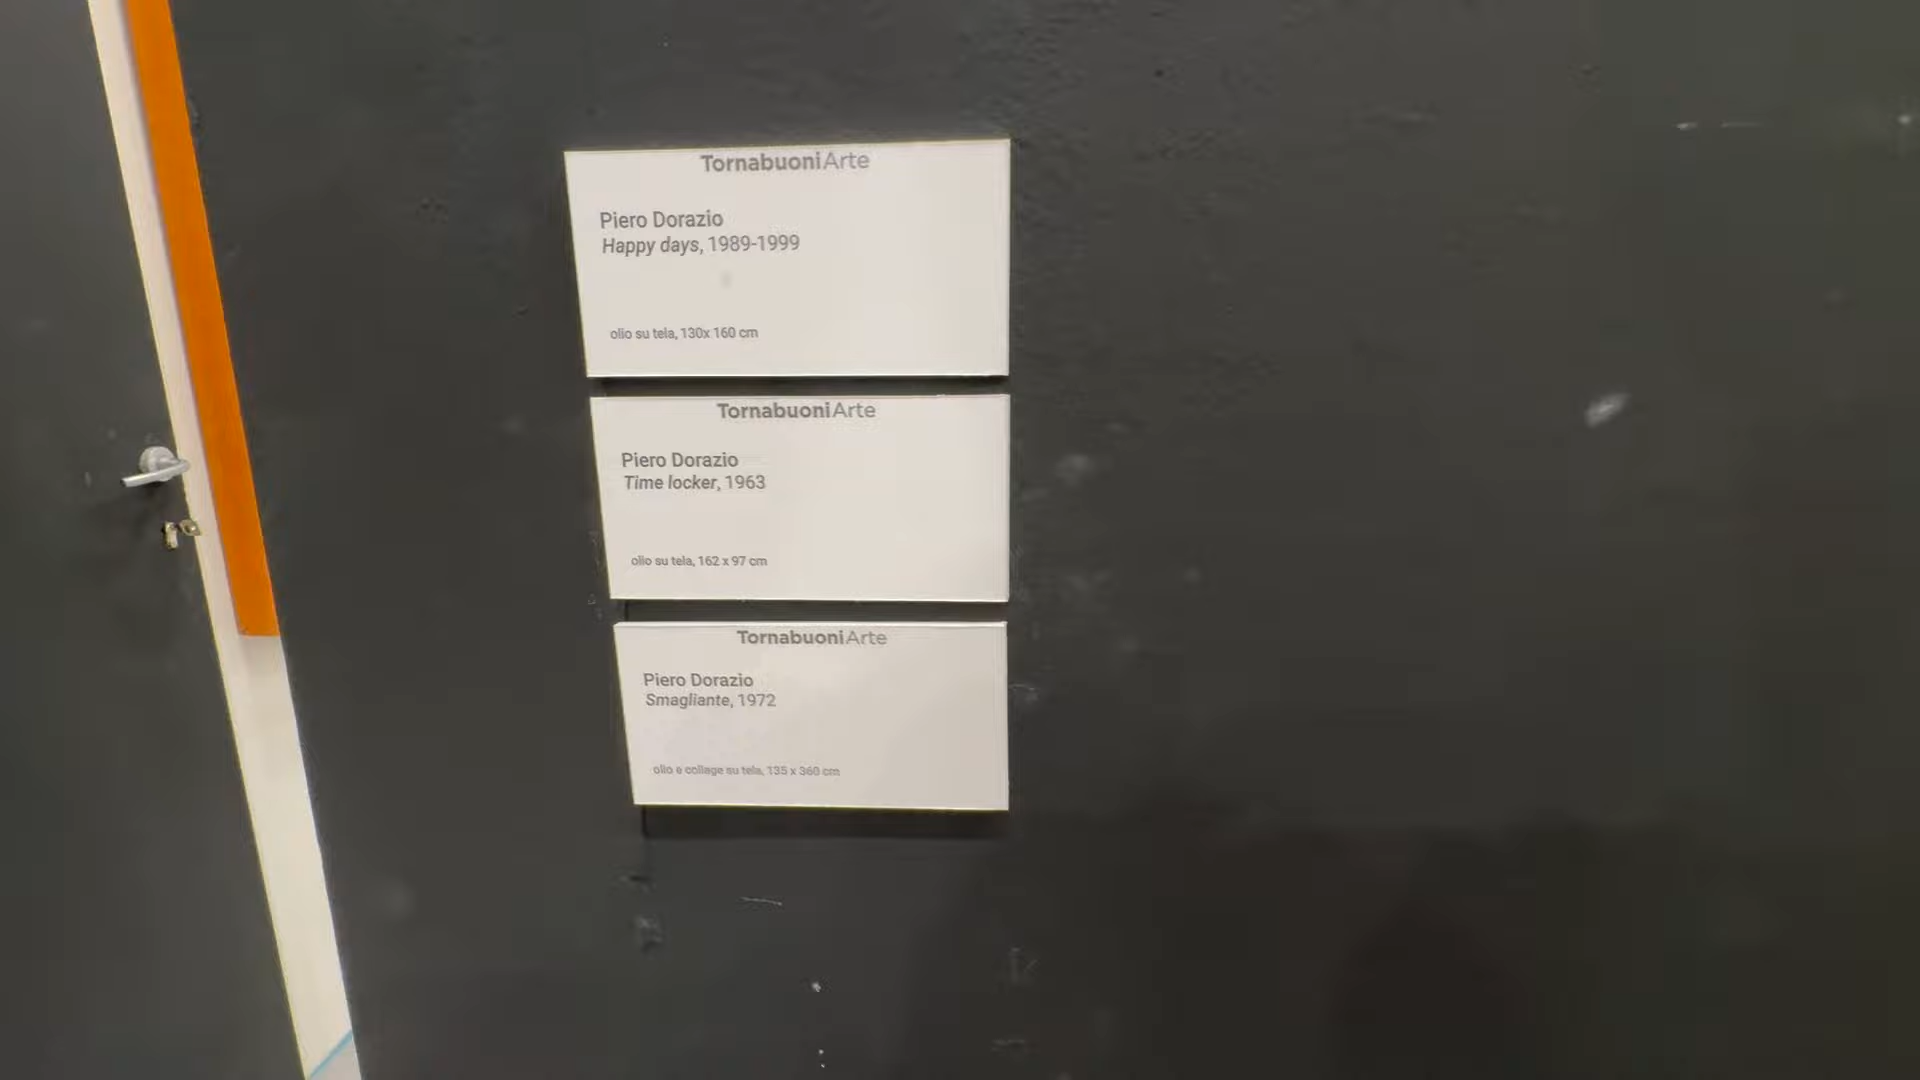 TornabuoniArte
Piero Dorazio
Happy days, 1989-1999
olio su tela, 130x 160 cm
TornabuoniArte
Piero Dorazio
Time locker, 1963
olio su tela, 162 x 97 cm
TornabuoniArte
Piero Dorazio
Smagliante, 1972
olio e collage su tela, 135 x 360 cm